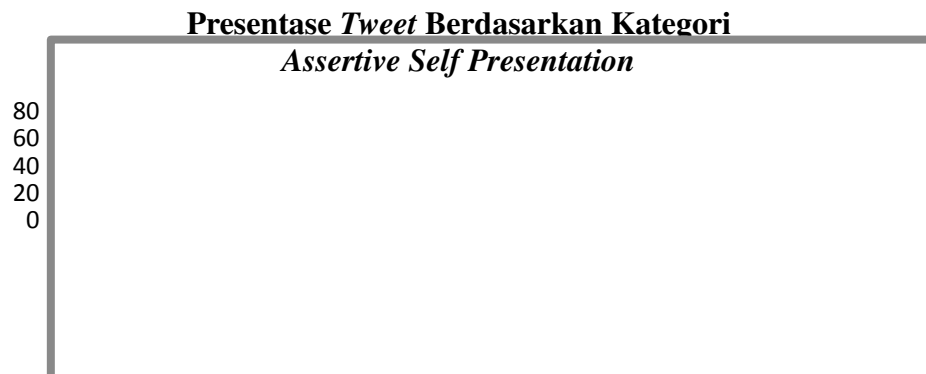 Presentase Tweet Berdasarkan Kategori
Assertive Self Presentation
80
60
40
20
0